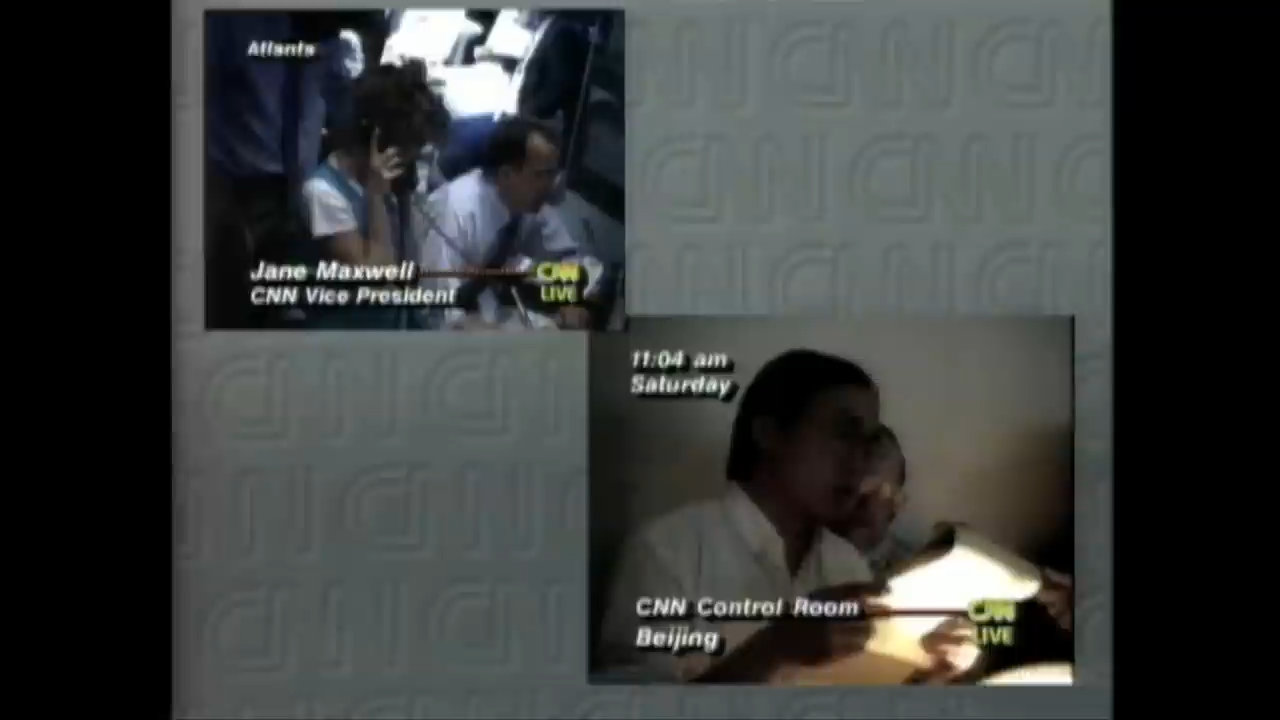 Atlanta
Jane Maxwell
CNN Vice President
CNN
LIVE
11:04 am
Saturday
CNN Control Room
Beijing
CNN
LIVE